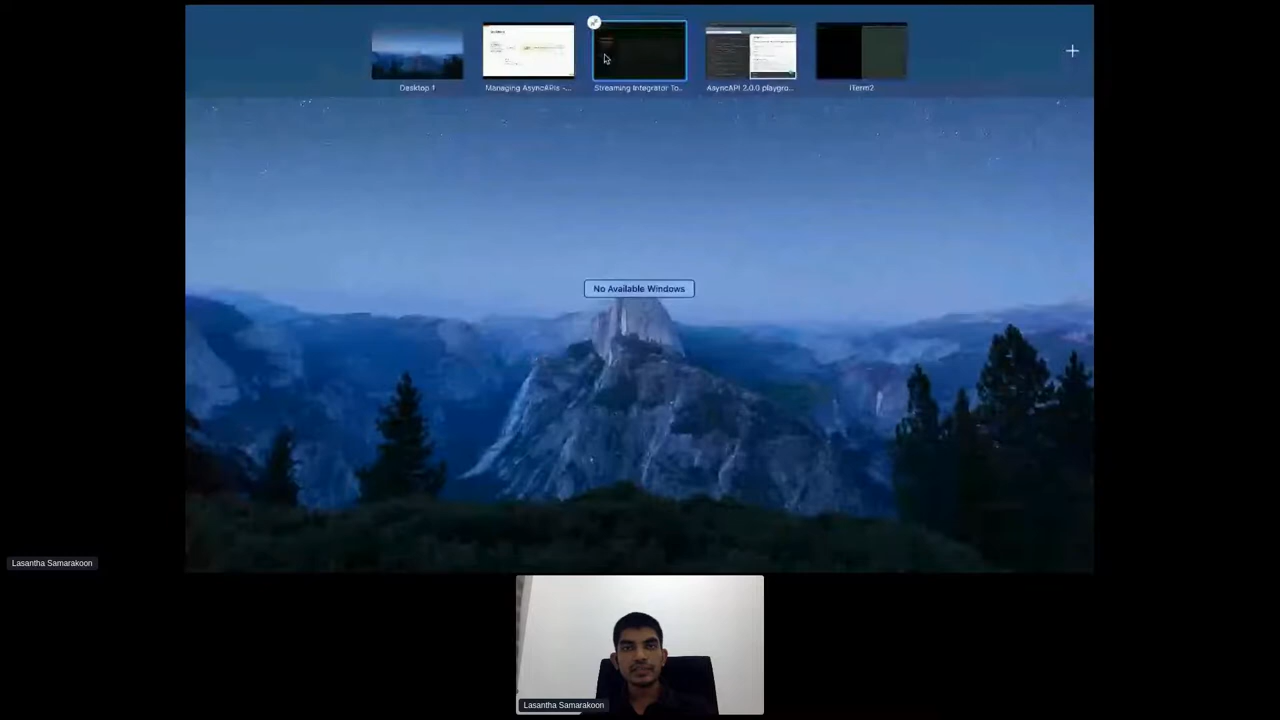 Desktop 1
Managing AsyncAPIs -...
Streaming Integrator To...
AsyncAPI 2.0.0 playgro...
iTerm2
No Available Windows
Lasantha Samarakoon
Lasantha Samarakoon